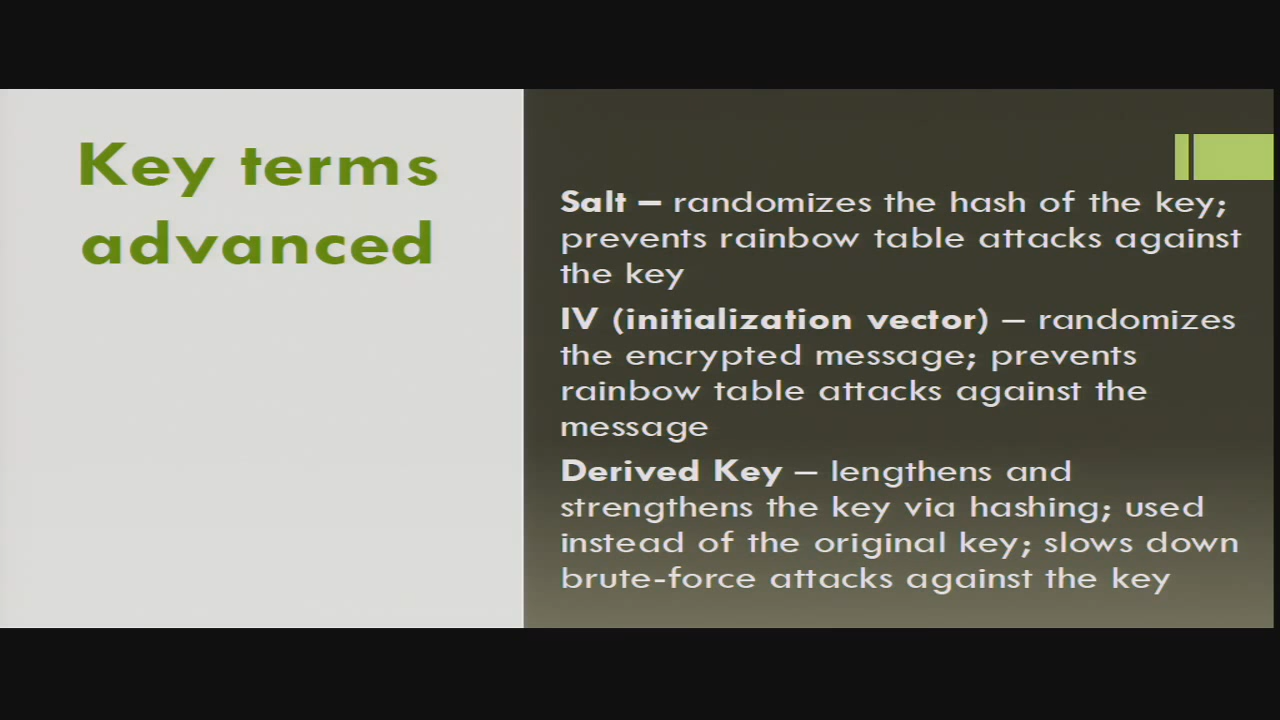 Key terms
advanced
Salt – randomizes the hash of the key;
prevents rainbow table attacks against
the key
IV (initialization vector) – randomizes
the encrypted message; prevents
rainbow table attacks against the
message
Derived Key – lengthens and
strengthens the key via hashing; used
instead of the original key; slows down
brute-force attacks against the key